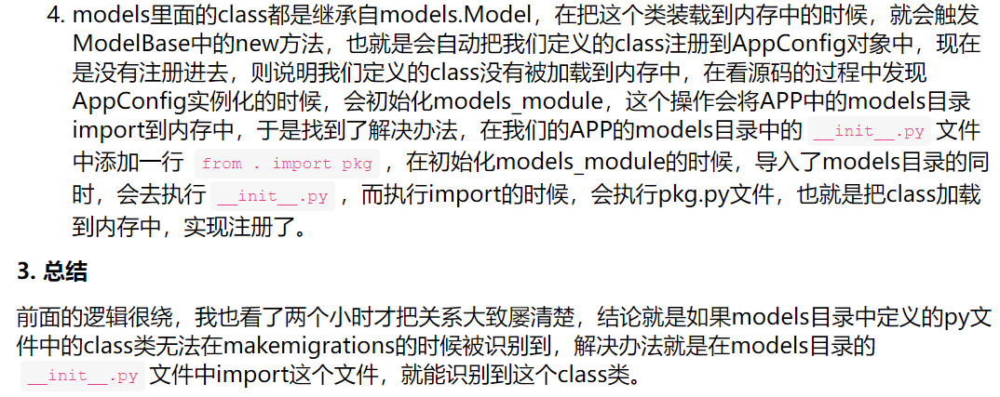 4. models里面的class都是继承自models.Model，在把这个类装载到内存中的时候，就会触发
ModelBase中的new方法，也就是会自动把我们定义的class注册到AppConfig对象中，现在
是没有注册进去，则说明我们定义的class没有被加载到内存中，在看源码的过程中发现
AppConfig实例化的时候，会初始化models_module，这个操作会将APP中的models目录
import到内存中，于是找到了解决办法，在我们的APP的models目录中的 __init__.py 文件
中添加一行 from . import pkg ，在初始化models_module的时候，导入了models目录的同
时，会去执行 __init__.py ，而执行import的时候，会执行pkg.py文件，也就是把class加载
到内存中，实现注册了。
3. 总结
前面的逻辑很绕，我也看了两个小时才把关系大致屡清楚，结论就是如果models目录中定义的py文
件中的class类无法在makemigrations的时候被识别到，解决办法就是在models目录的
__init__.py 文件中import这个文件，就能识别到这个class类。